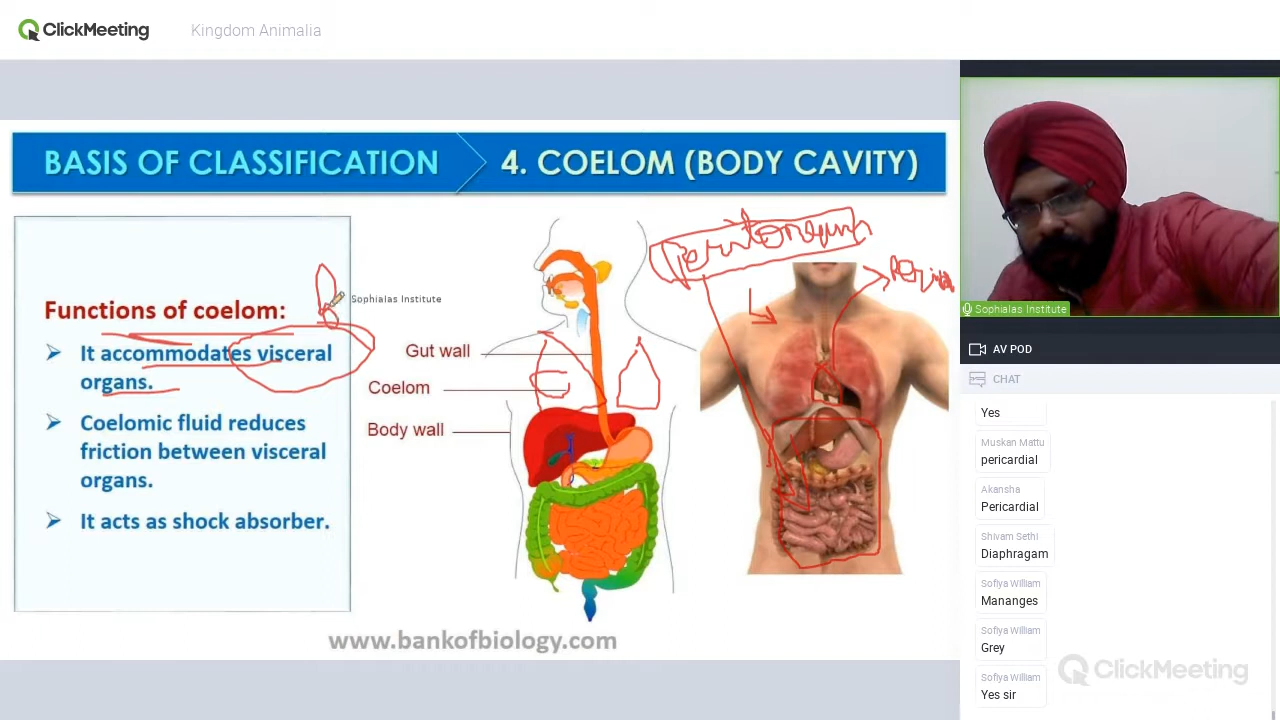 ClickMeeting
Kingdom Animalia
BASIS OF CLASSIFICATION
4. COELOM (BODY CAVITY)
Functions of coelom:
Sophialas Institute
It accommodates visceral
organs.
Coelomic fluid reduces
friction between visceral
organs.
It acts as shock absorber.
Gut wall
Coelom
Body wall
www.bankofbiology.com
Sophialas Institute
AV POD
CHAT
Yes
Muskan Mattu
pericardial
Akansha
Pericardial
Shivam Sethi
Diaphragam
Sofiya William
Mananges
Sofiya William
Grey
Sofiya William
Yes sir
ClickMeeting